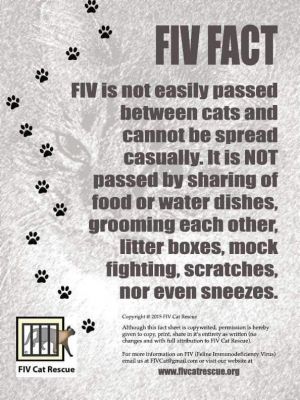 FIV FACT
FIV is not easily passed
between cats and
cannot be spread
casually. It is NOT
passed by sharing of
food or water dishes,
grooming each other,
litter boxes, mock
fighting, scratches,
nor even sneezes.
Copyright © 2015 FIV Cat Rescue
Although this fact sheet is copywrited, permission is hereby
given to copy, print, share in it's entirety as written (no
changes and with full attribution to FIV Cat Rescue).
For more information on FIV (Feline Immunodeficiency Virus)
email us at FIVCat@gmail.com or visit our website at
www.fivcatrescue.org
FIV Cat Rescue